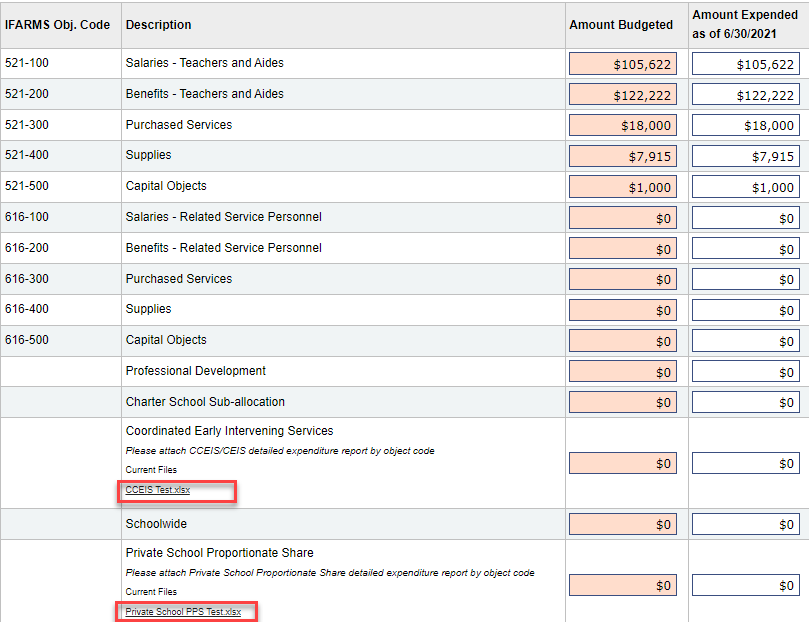 IFARMS Obj. Code Description Amount Budgeted Amount Expended
as of 6/30/2021
521-100 Salaries - Teachers and Aides $105,622 $105,622
521-200 Benefits - Teachers and Aides $122,222 $122,222
521-300 Purchased Services $18,000 $18,000
521-400 Supplies $7,915 $7,915
521-500 Capital Objects $1,000 $1,000
616-100 Salaries - Related Service Personnel $0 $0
616-200 Benefits - Related Service Personnel $0 $0
616-300 Purchased Services $0 $0
616-400 Supplies $0 $0
616-500 Capital Objects $0 $0
Professional Development $0 $0
Charter School Sub-allocation $0 $0
Coordinated Early Intervening Services
Please attach CCEIS/CEIS detailed expenditure report by object code
Current Files $0 $0
CCEIS Test.xlsx
Schoolwide $0 $0
Private School Proportionate Share
Please attach Private School Proportionate Share detailed expenditure report by object code
Current Files $0 $0
Private School PPS Test.xlsx